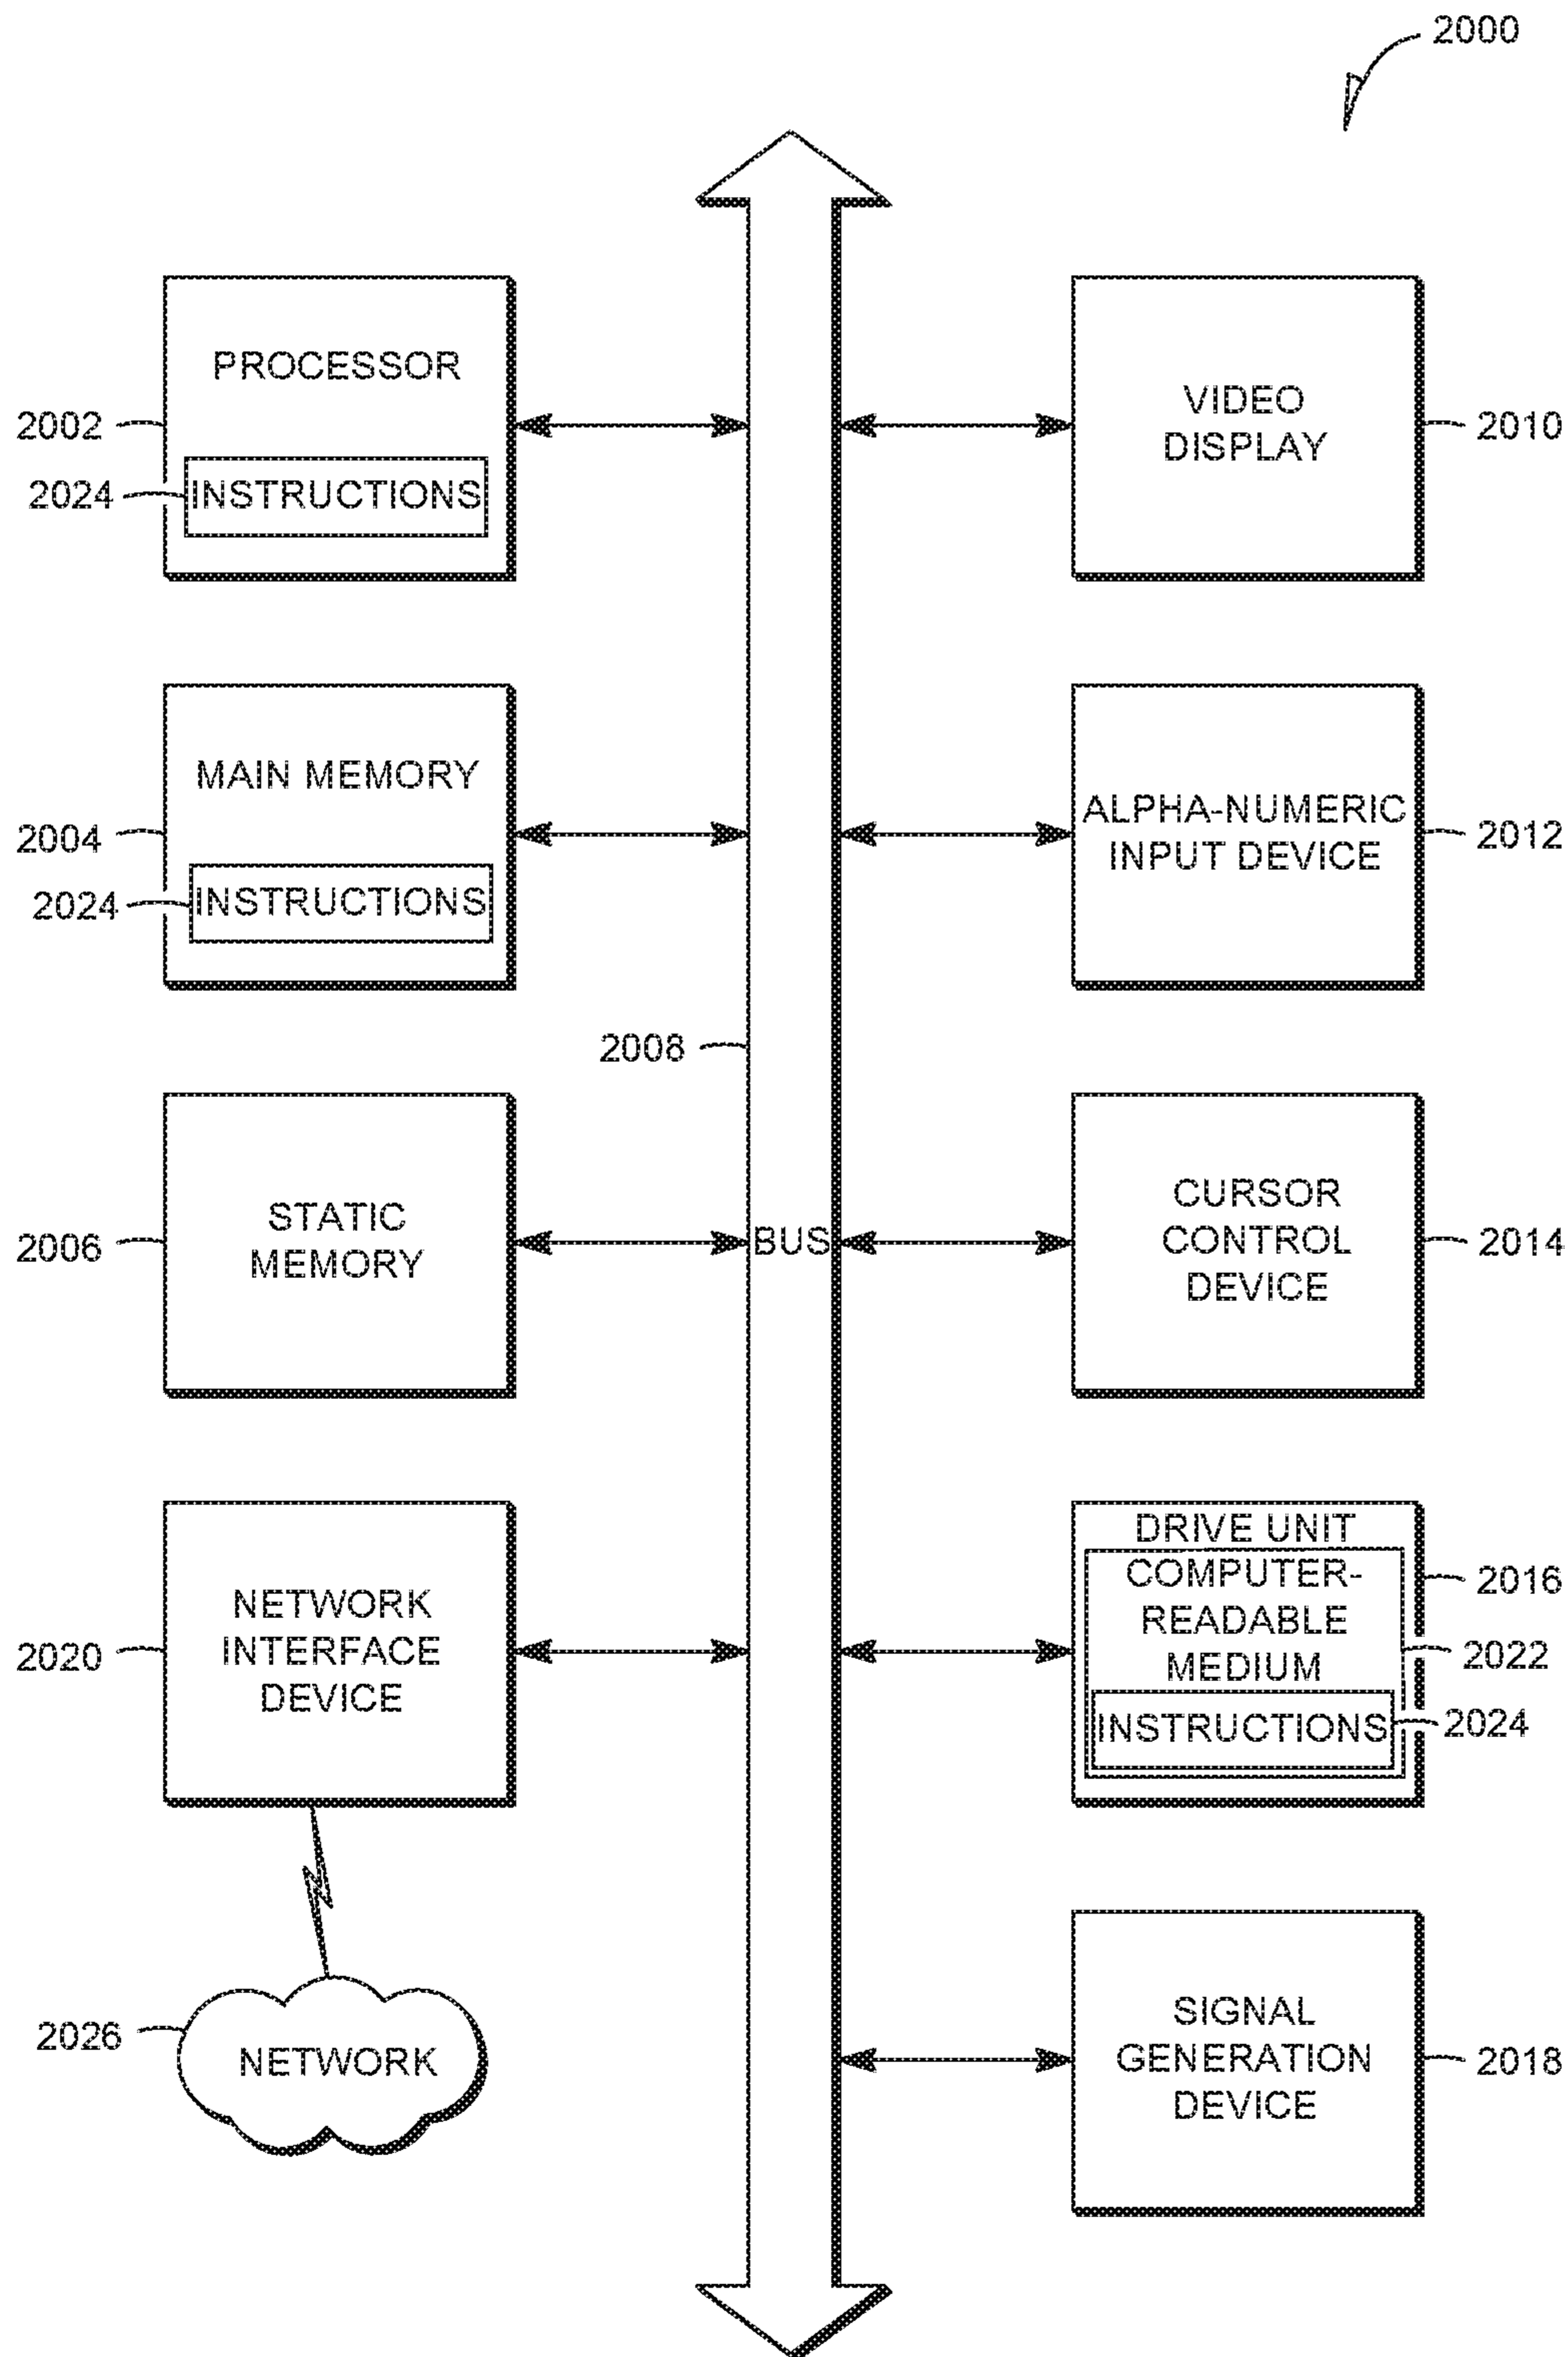 2000
PROCESSOR
2002
2024
INSTRUCTIONS
VIDEO
DISPLAY
2010
MAIN MEMORY
2004
2024
INSTRUCTIONS
ALPHA-NUMERIC
INPUT DEVICE
2012
2008
STATIC
MEMORY
2006
BUS
CURSOR
CONTROL
DEVICE
2014
NETWORK
INTERFACE
DEVICE
2020
DRIVE UNIT
COMPUTER-
READABLE
MEDIUM
INSTRUCTIONS
2016
2022
2024
2026
NETWORK
SIGNAL
GENERATION
DEVICE
2018